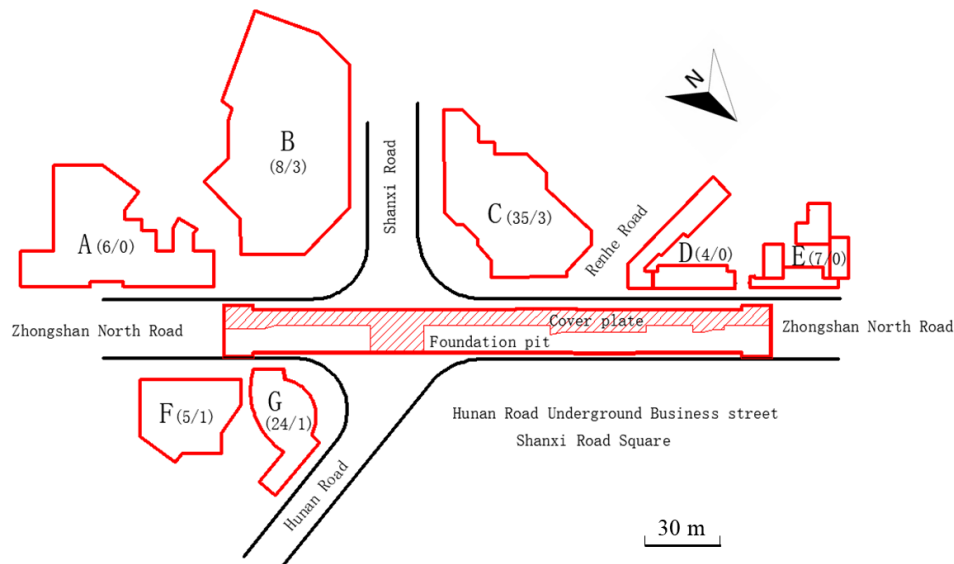 N
B
(8/3)
Shanxi Road
C(35/3)
A(6/0)
Renhe Road
D(4/0)
E(7/0)
Zhongshan North Road
Cover plate
Zhongshan North Road
Foundation pit
F(5/1)
G
(24/1)
Hunan Road Underground Business street
Shanxi Road Square
Hunan Road
30 m